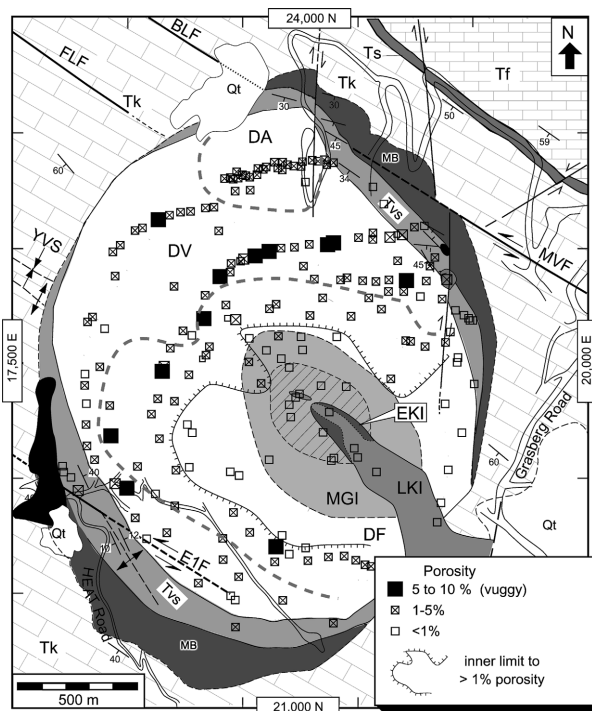 24,000 N
N
BLF
FLF
Ts
Tk
Tf
Tk
Qt
30
30
50
59
DA
45
MB
34
60
Tvs
YVS
DV
45
MVF
17,500 E
20,000 E
EKI
Grasberg Road
60
MGI
LKI
40
Qt
Qt
DF
12
10
E1F
HEAT Road
Tvs
MB
Tk
40
Porosity
5 to 10 % (vuggy)
1-5%
<1%
inner limit to
> 1% porosity
500 m
21,000 N